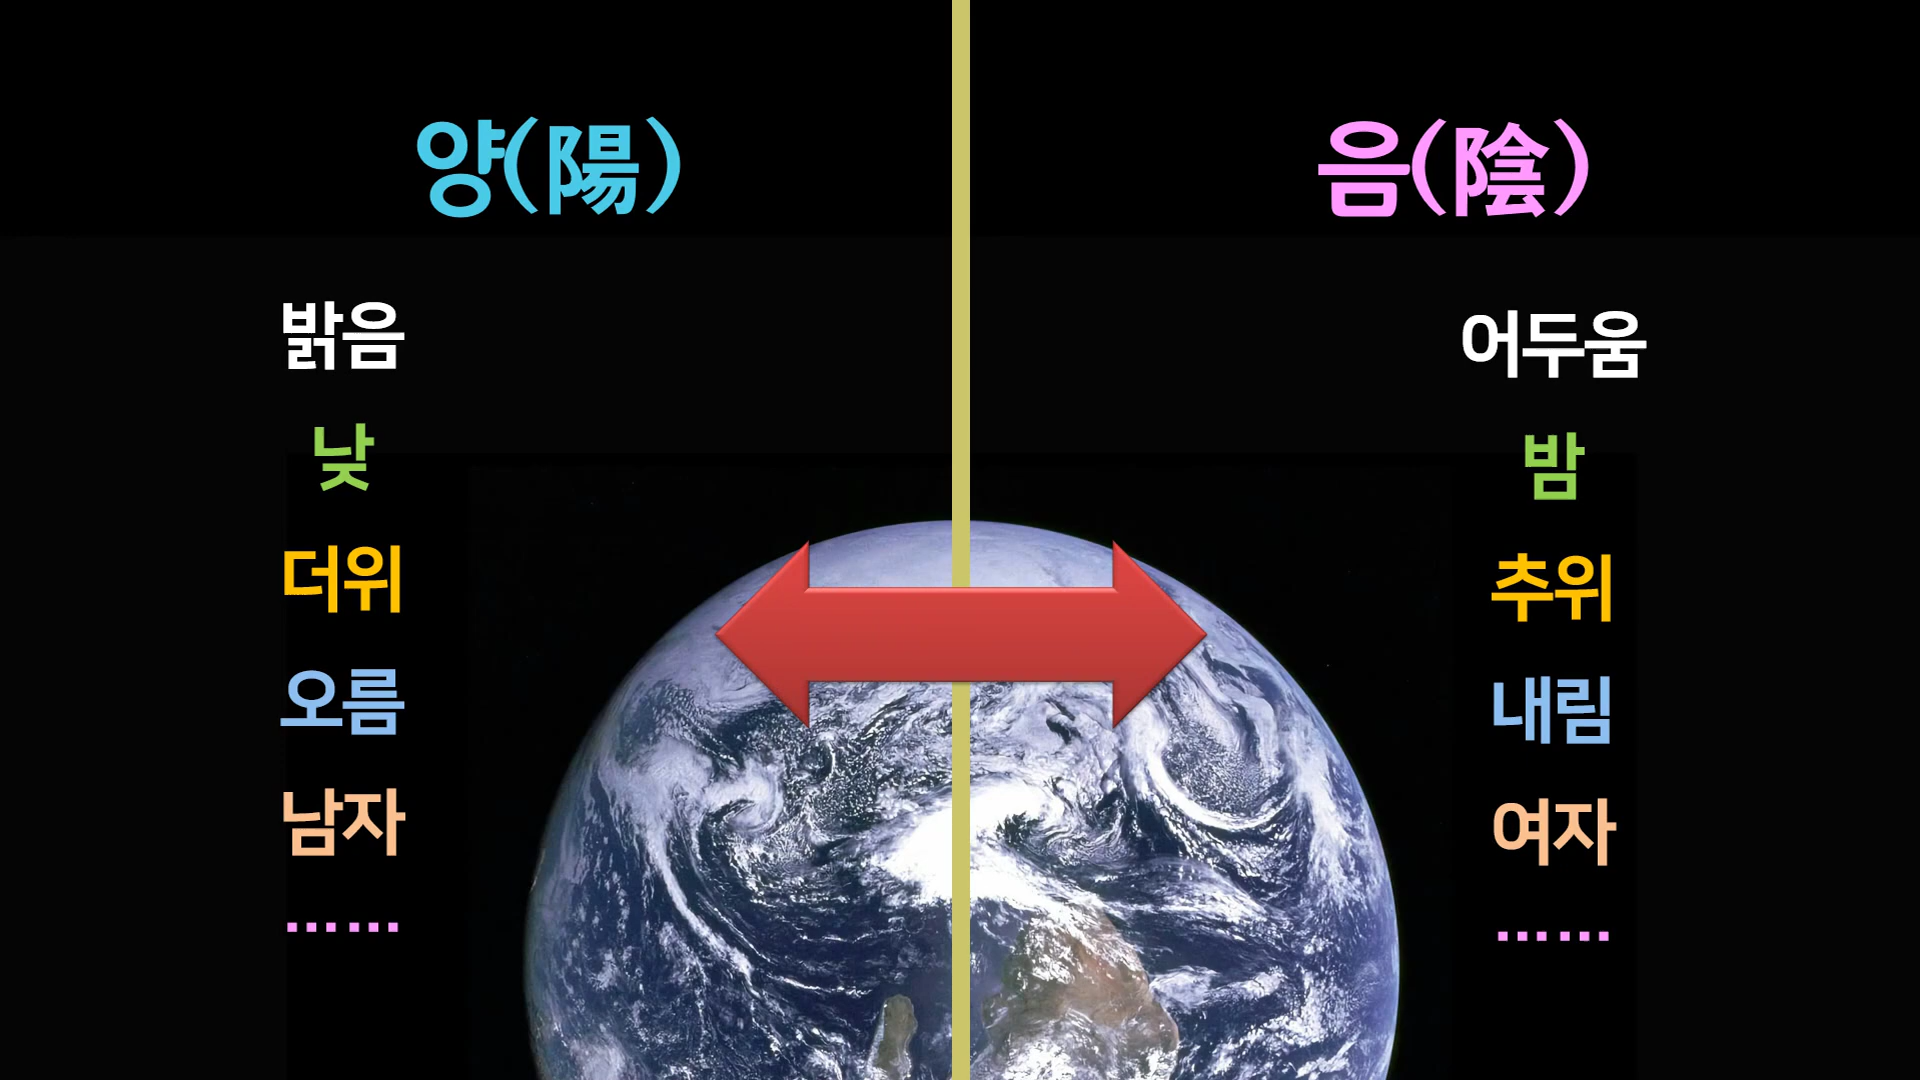 양(陽)
밝음
낮
더위
오름
남자
……
음(陰)
어두움
밤
추위
내림
여자
……